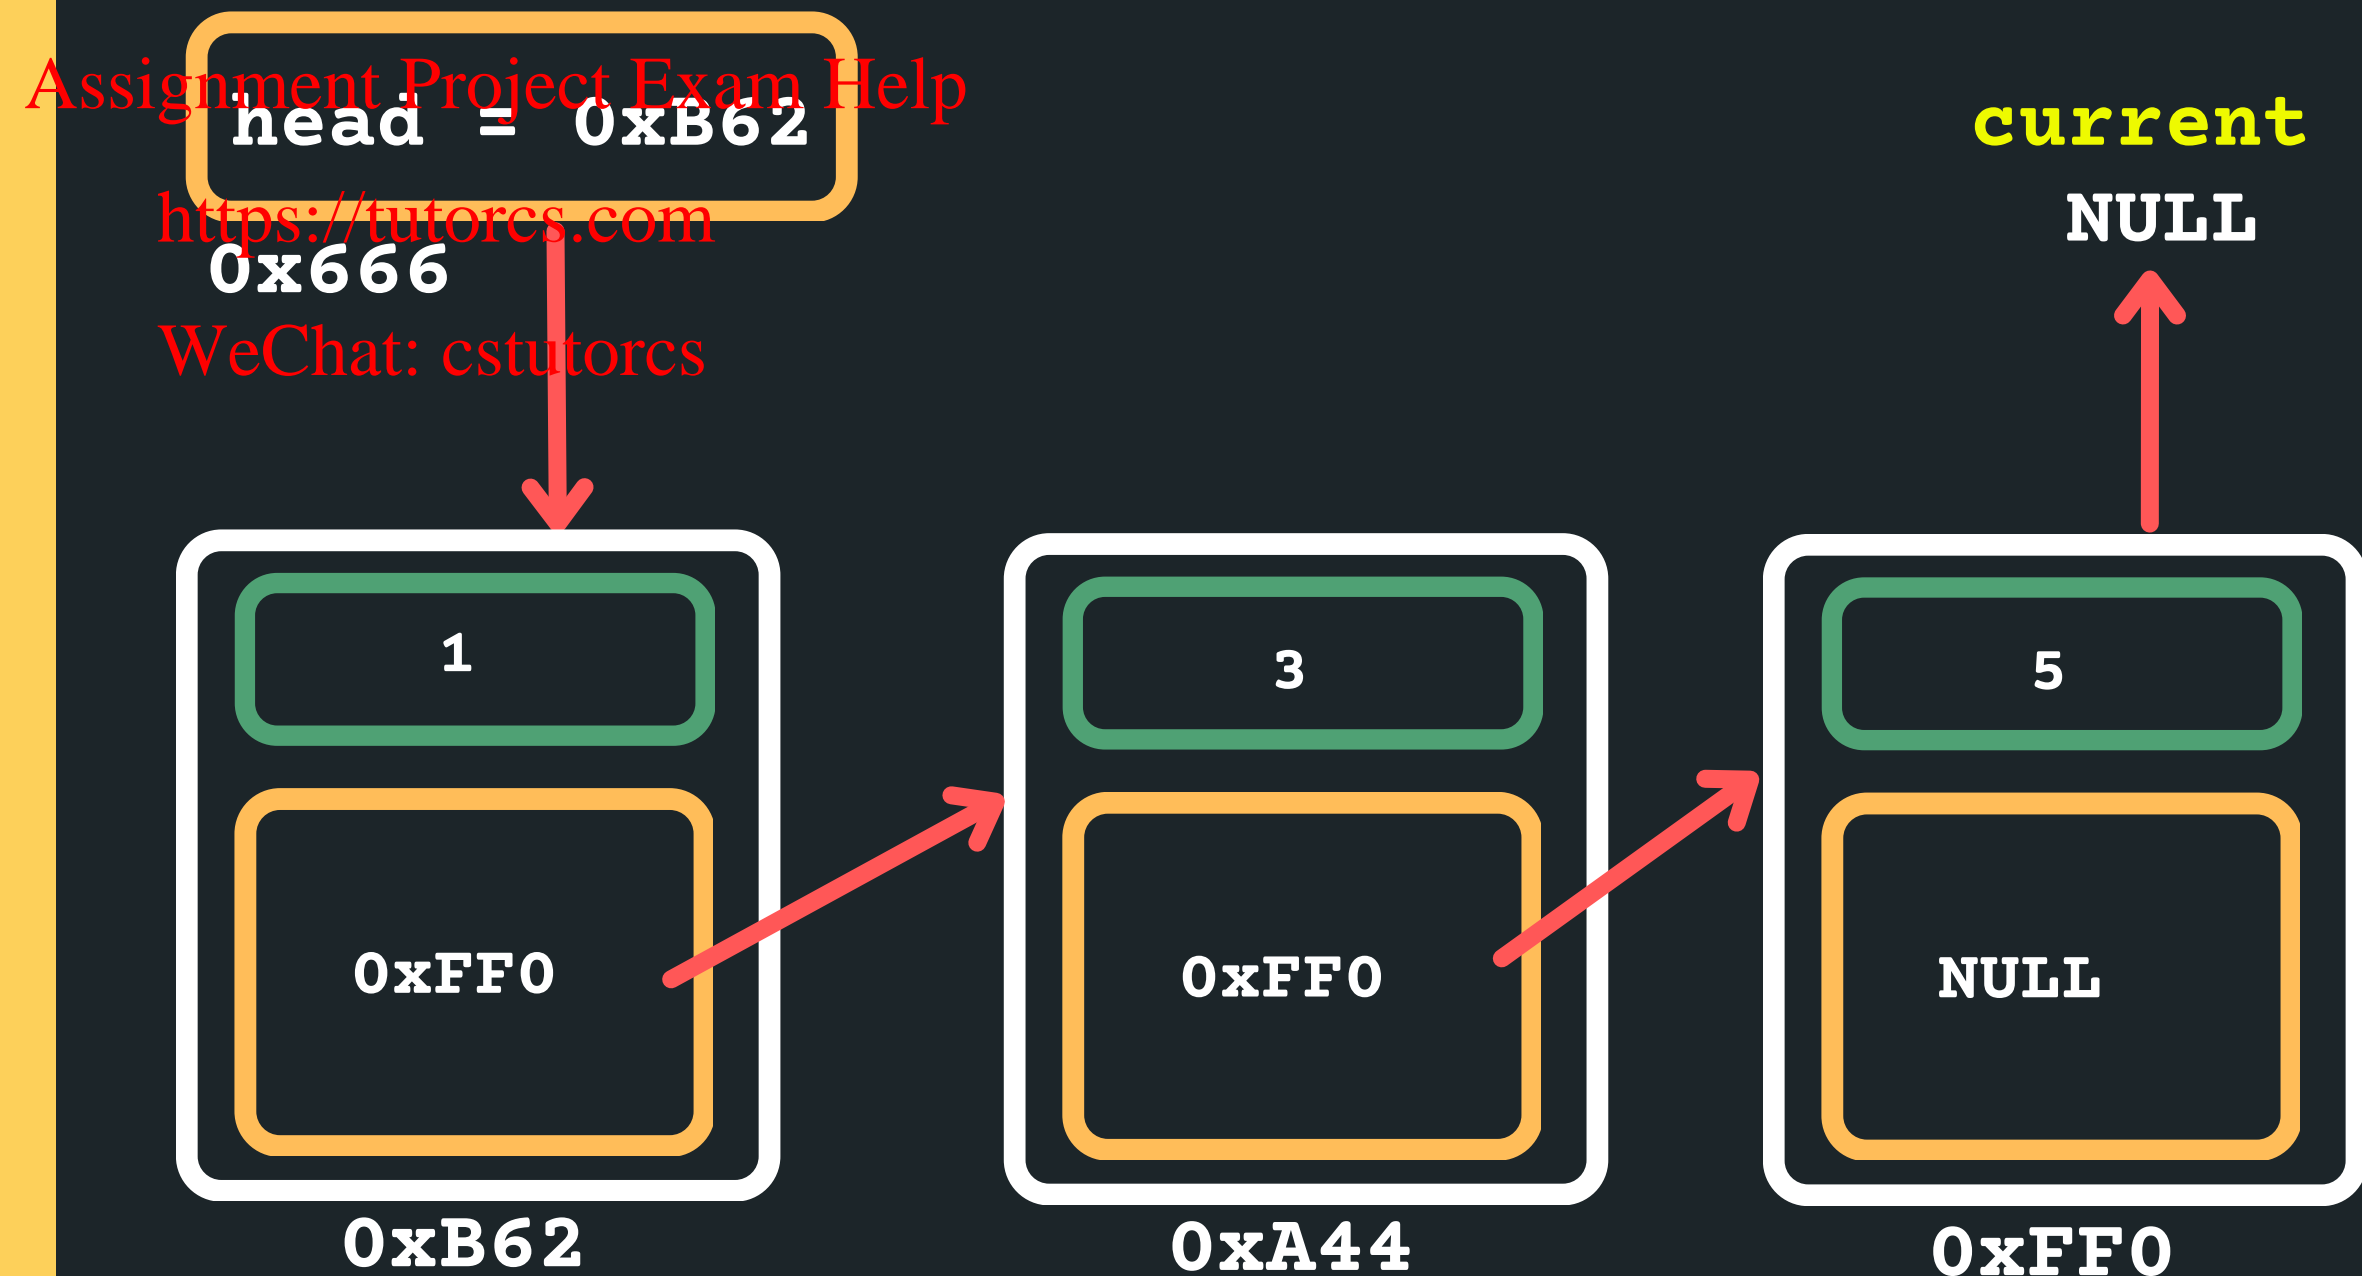 Assignment Project Exam Help
head = 0xB62
current
https://tutorcs.com
NULL
0x666
WeChat: cstutorcs
1
3
5
0xFF0
0xFF0
NULL
0xB62
0xA44
0xFF0